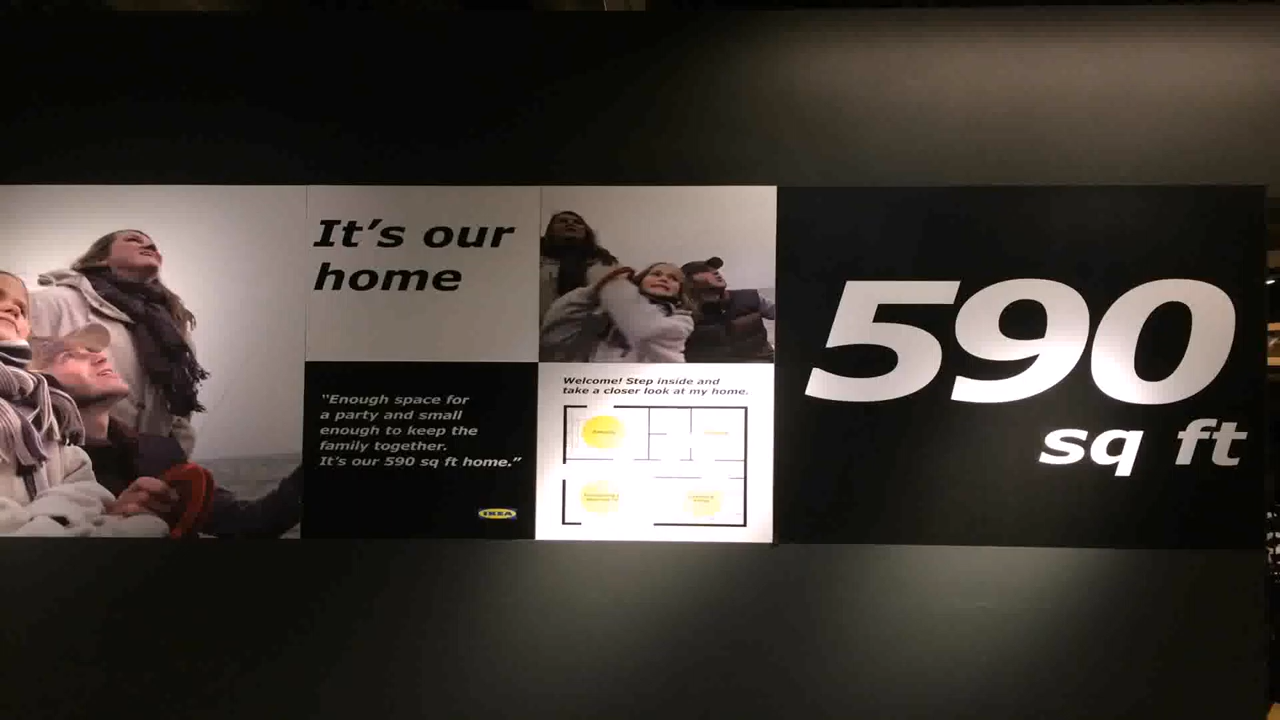 It's our
home
"Enough space for
a party and small
enough to keep the
family together.
It's our 590 sq ft home."
IKEA
Welcome! Step inside and
take a closer look at my home.
590
sq ft